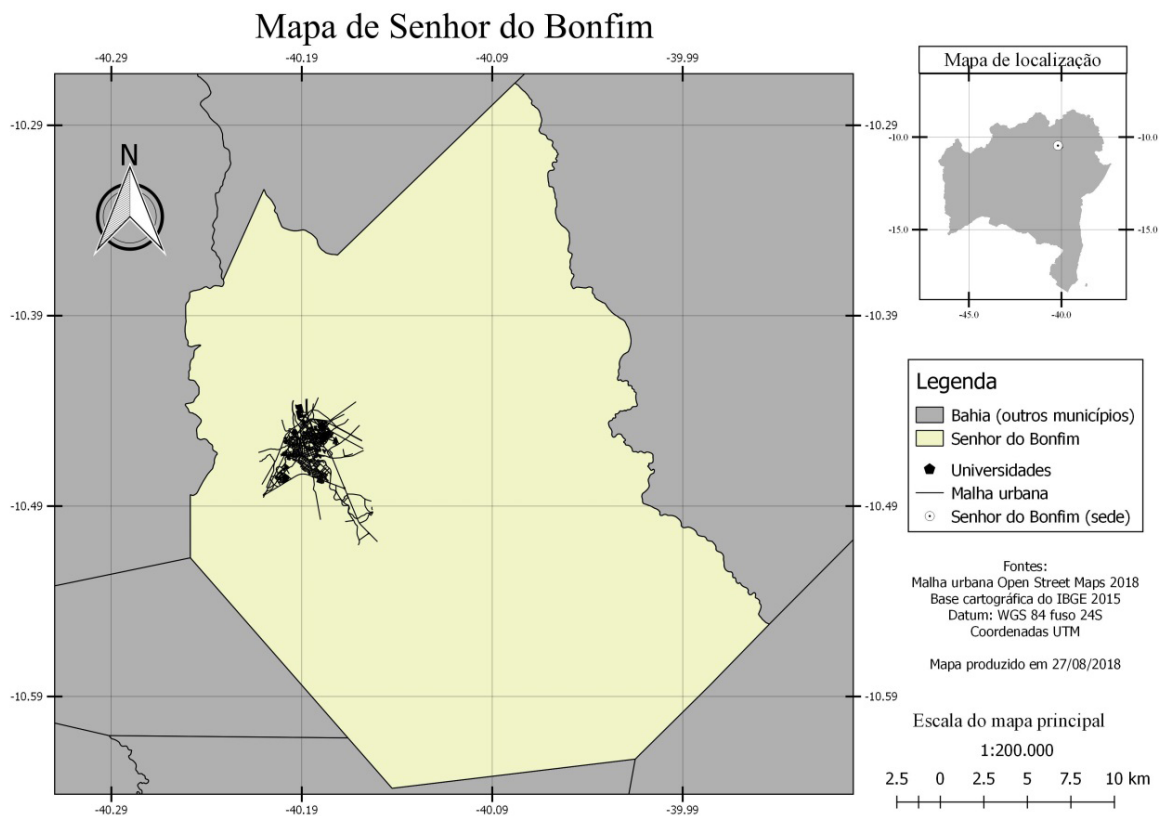 Mapa de Senhor do Bonfim
-40.29 -40.19 -40.09 -39.99
-10.29 -10.29
N
-10.39 -10.39
-10.49 -10.49
-10.59 -10.59
-40.29 -40.19 -40.09 -39.99
Mapa de localização
-45.0 -40.0
-10.0 -10.0
-15.0 -15.0
-45.0 -40.0
Legenda
Bahia (outros municípios)
Senhor do Bonfim
Universidades
Malha urbana
Senhor do Bonfim (sede)
Fontes:
Malha urbana Open Street Maps 2018
Base cartográfica do IBGE 2015
Datum: WGS 84 fuso 24S
Coordenadas UTM
Mapa produzido em 27/08/2018
Escala do mapa principal
1:200.000
2.5 0 2.5 5 7.5 10 km